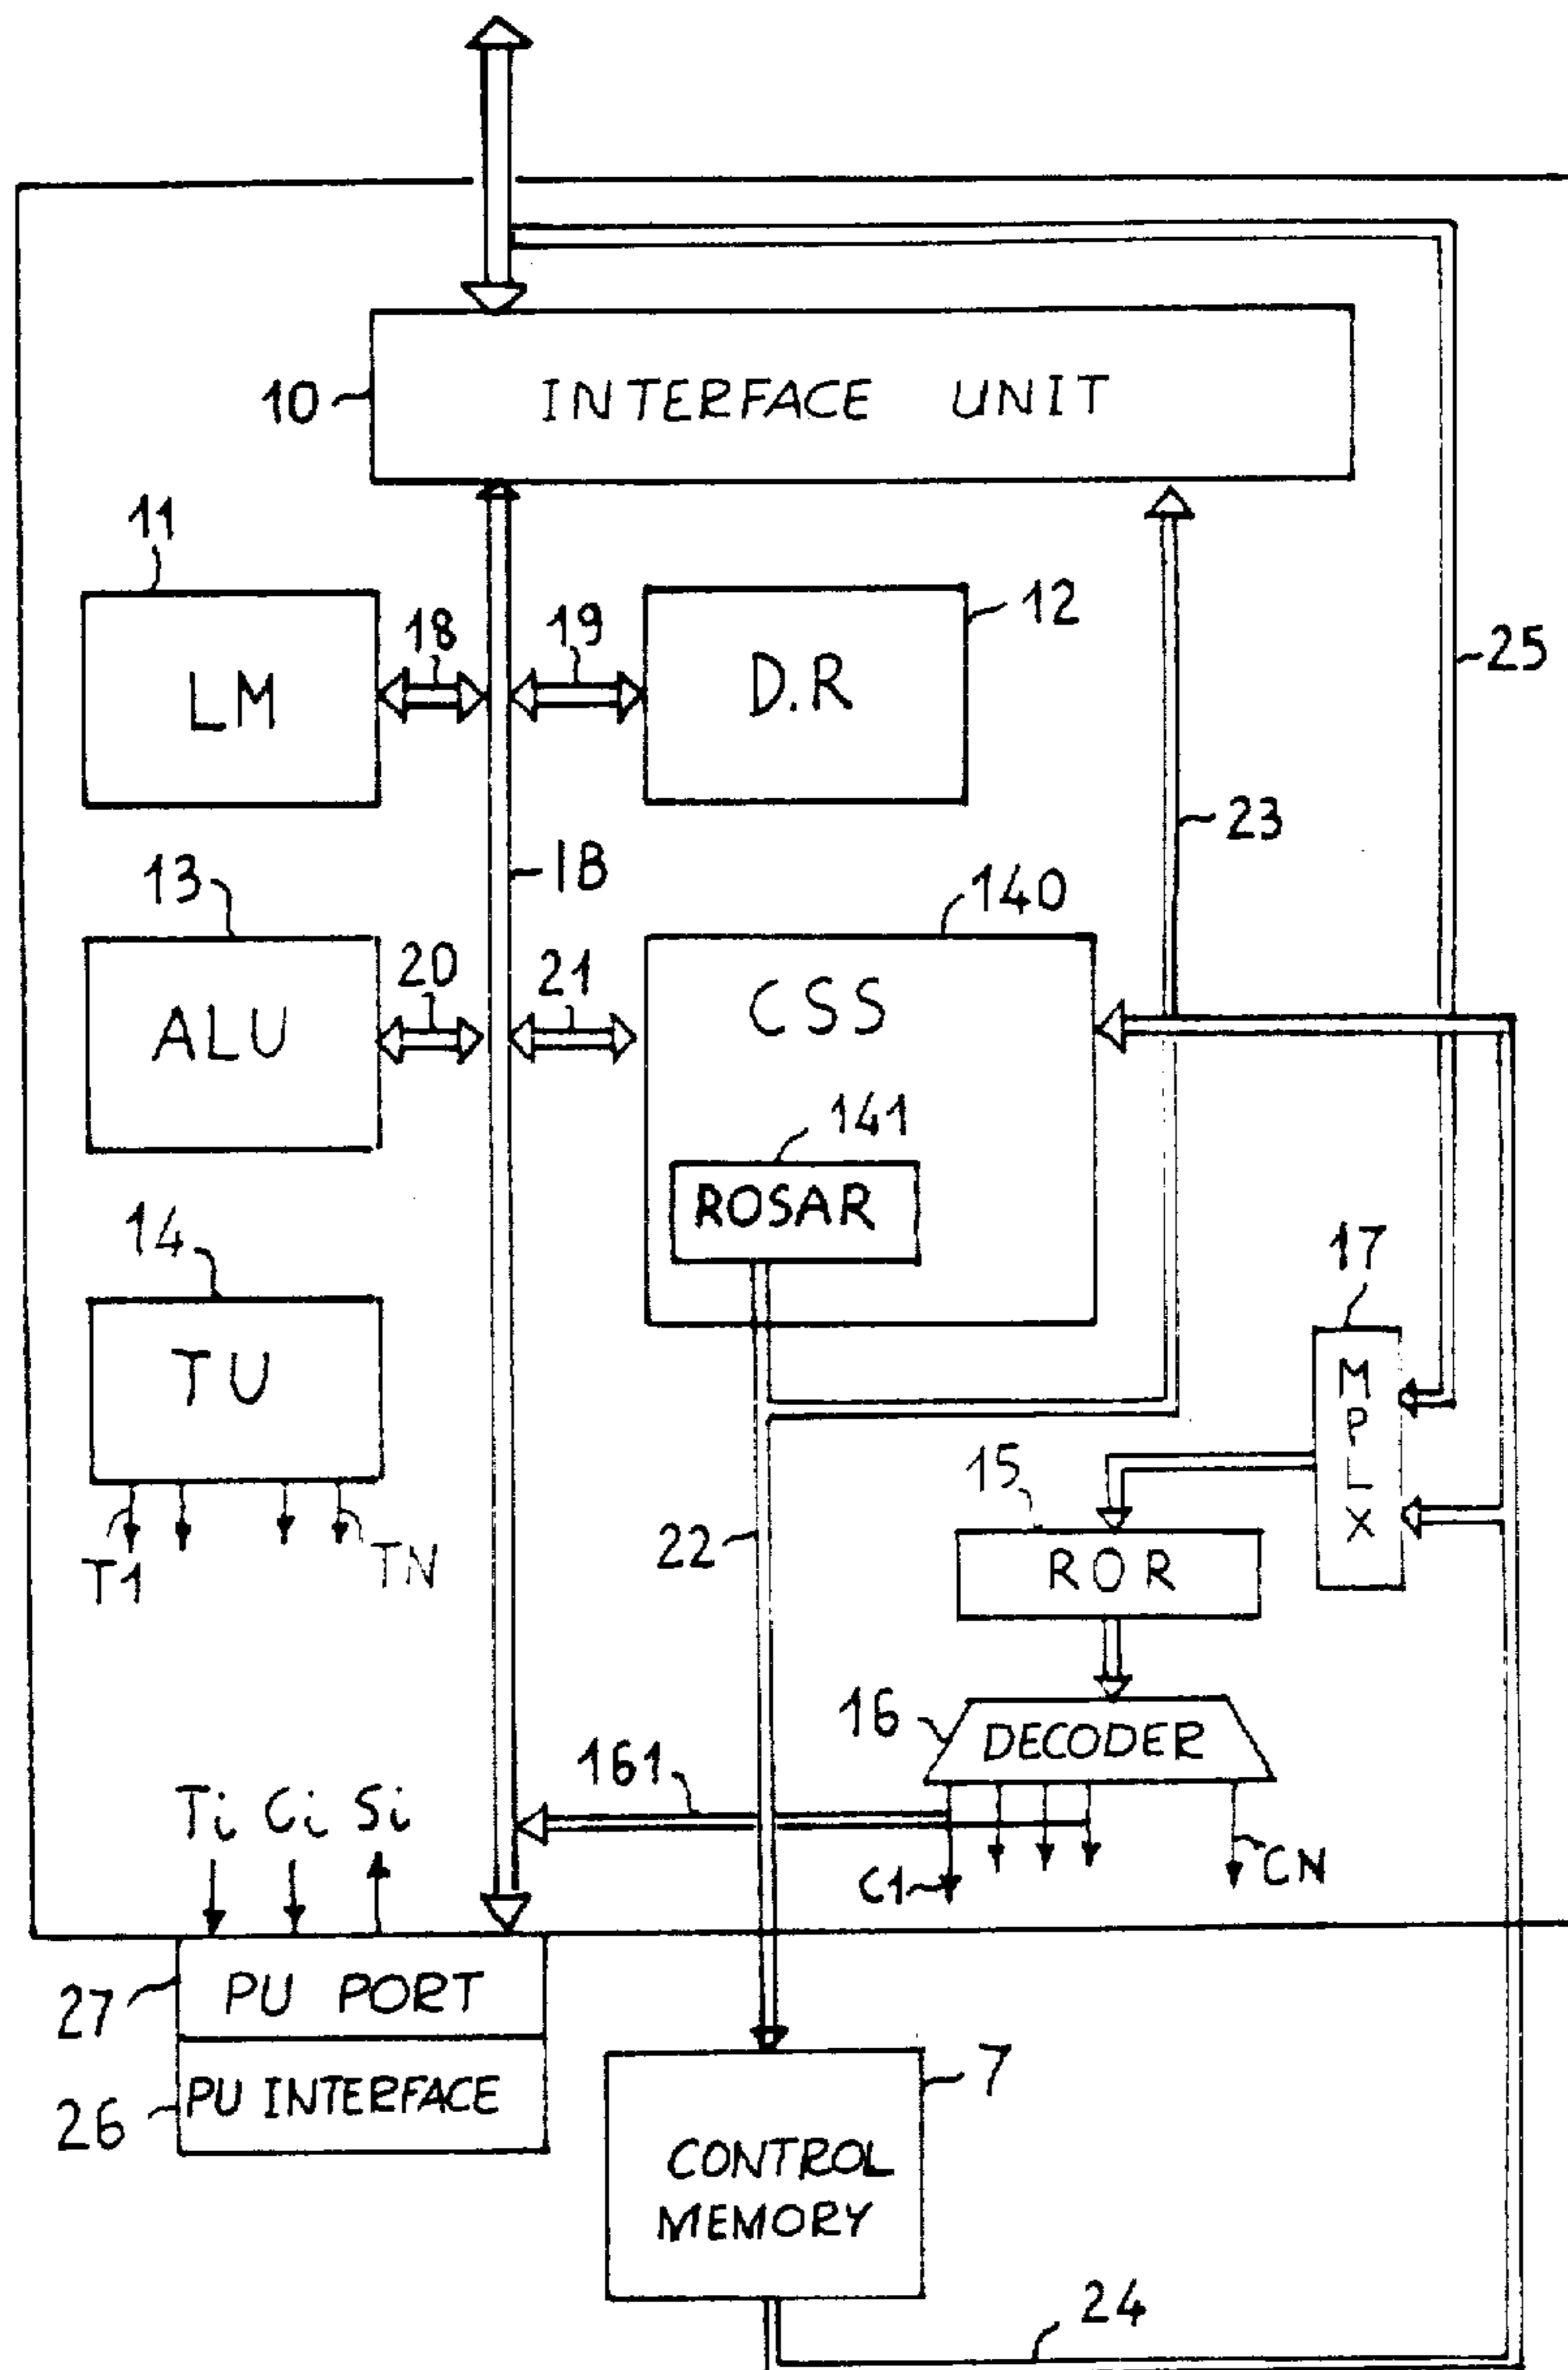 10
INTERFACE UNIT
11
18
19
12
LM
D.R
25
23
13
IB
140
20
21
CSS
ALU
141
ROSAR
14
17
TU
MPLX
15
22
ROR
T1
TN
16
DECODER
161
Ti Ci Si
C1
CN
27
PU PORT
26
PU INTERFACE
7
CONTROL
MEMORY
24